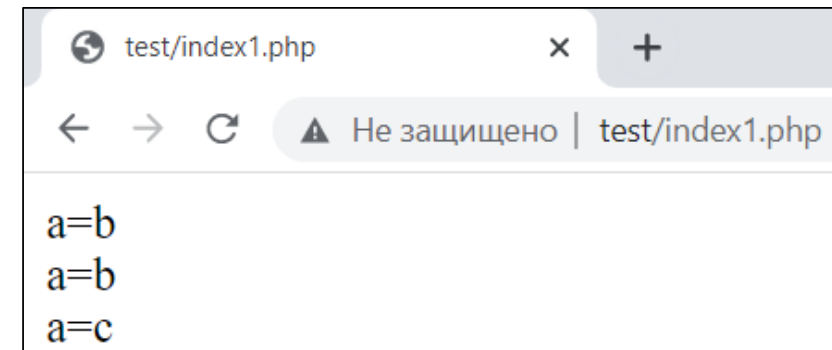 test/index1.php
Не защищено | test/index1.php
a=b
a=b
a=c